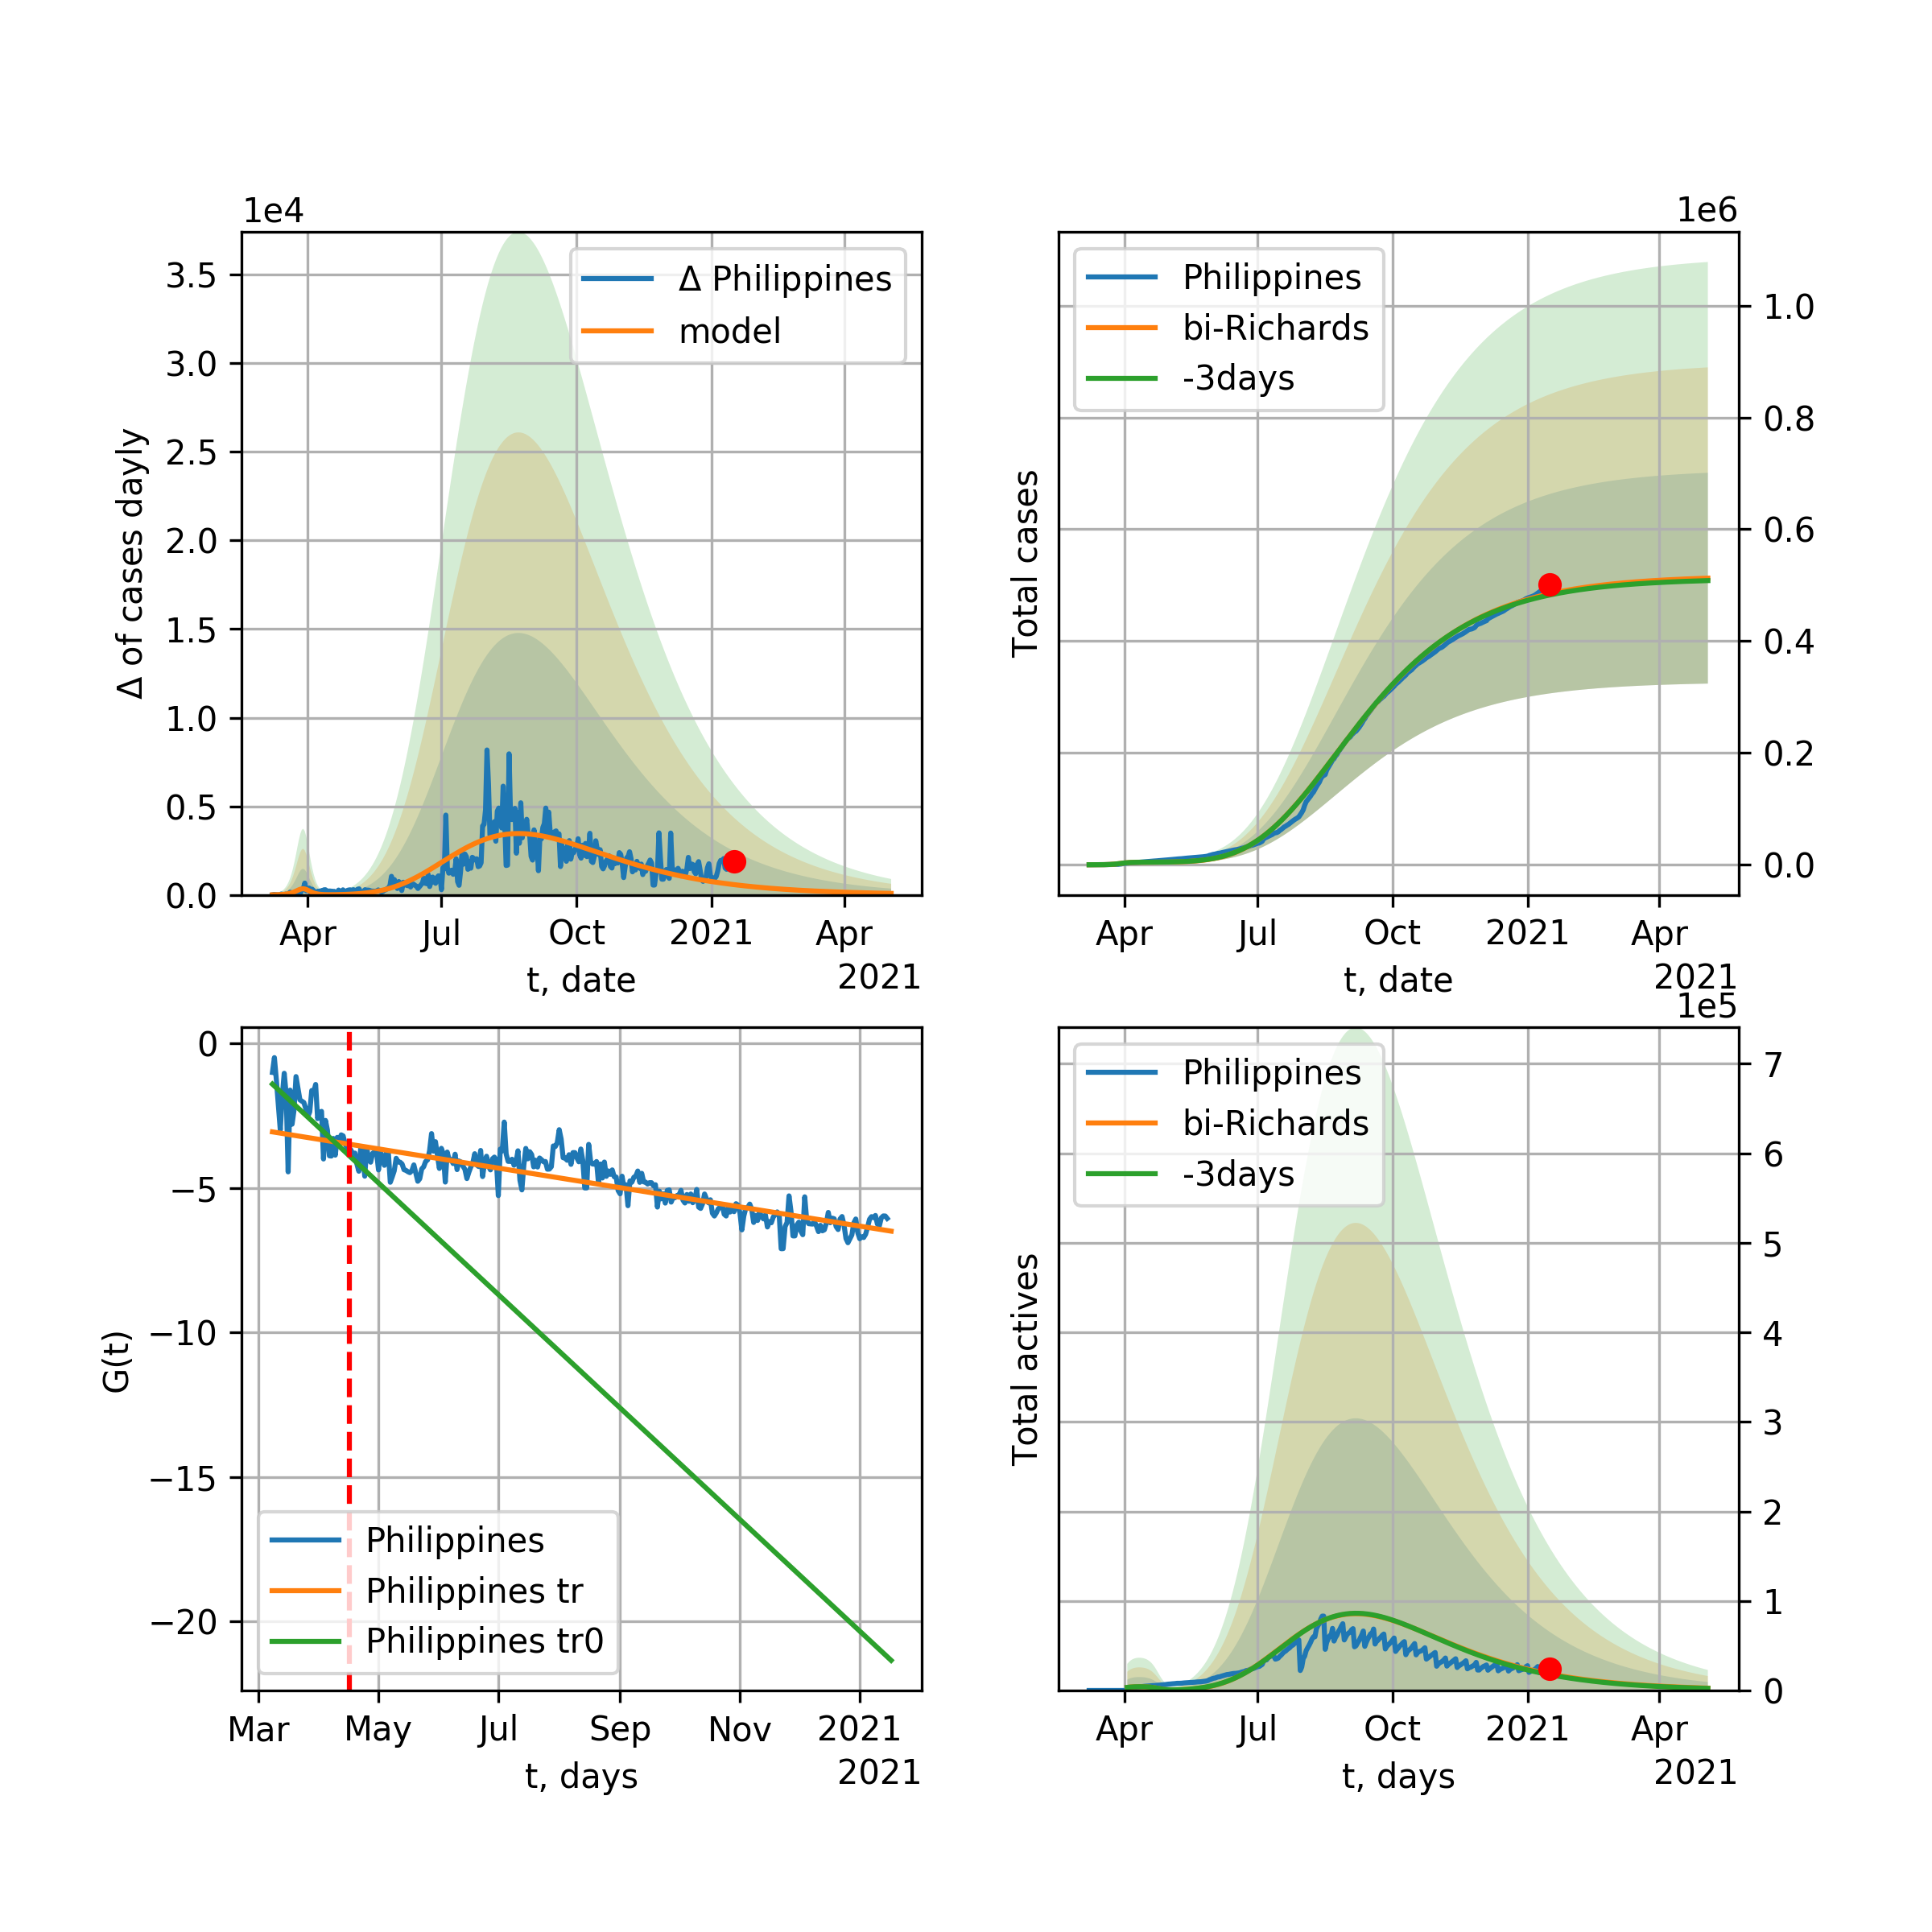 1e4
3.5
3.0
2.5
2.0
1.5
1.0
0.5
0.0
Δ of cases dayly
Δ Philippines
model
Apr
Jul
Oct
2021
Apr
t, date
2021
1e6
Philippines
bi-Richards
-3days
Total cases
1.0
0.8
0.6
0.4
0.2
0.0
Apr
Jul
Oct
2021
Apr
t, date
2021
0
−5
−10
−15
−20
G(t)
Philippines
Philippines tr
Philippines tr0
Mar
May
Jul
Sep
Nov
2021
t, days
2021
1e5
Philippines
bi-Richards
-3days
Total actives
7
6
5
4
3
2
1
0
Apr
Jul
Oct
2021
Apr
t, days
2021